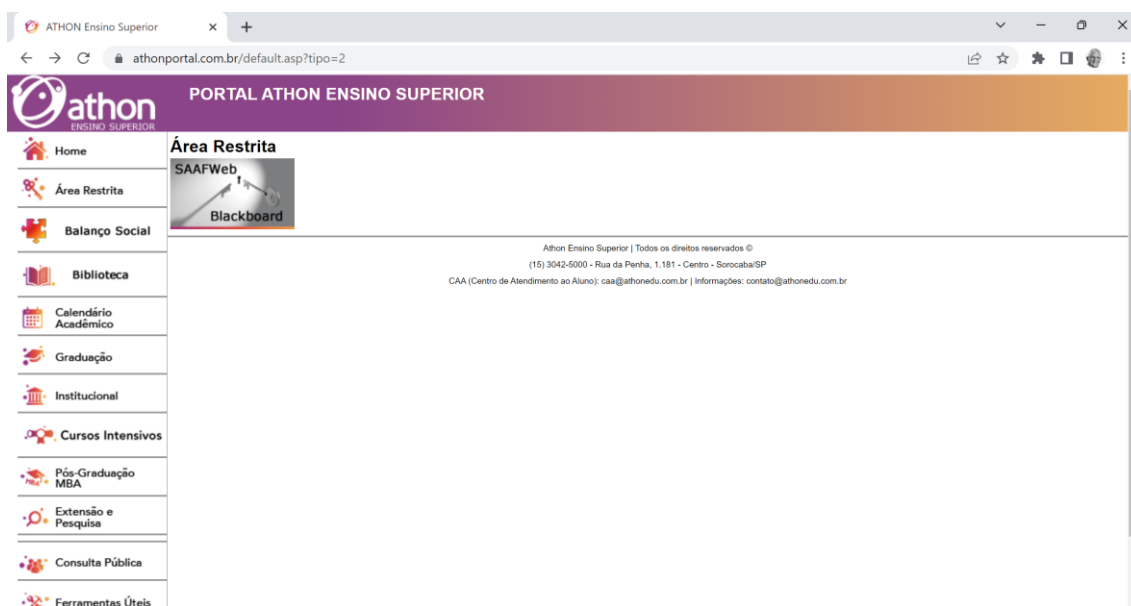 ATHON Ensino Superior
athonportal.com.br/default.asp?tipo=2
athon
ENSINO SUPERIOR
PORTAL ATHON ENSINO SUPERIOR
Home
Área Restrita
Balanço Social
Biblioteca
Calendário
Acadêmico
Graduação
Institucional
Cursos Intensivos
Pós-Graduação
MBA
Extensão e
Pesquisa
Consulta Pública
Ferramentas Úteis
Área Restrita
SAAFWeb
Blackboard
Athon Ensino Superior | Todos os direitos reservados ©
(15) 3042-5000 - Rua da Penha, 1.181 - Centro - Sorocaba/SP
CAA (Centro de Atendimento ao Aluno): caa@athonedu.com.br | Informações: contato@athonedu.com.br